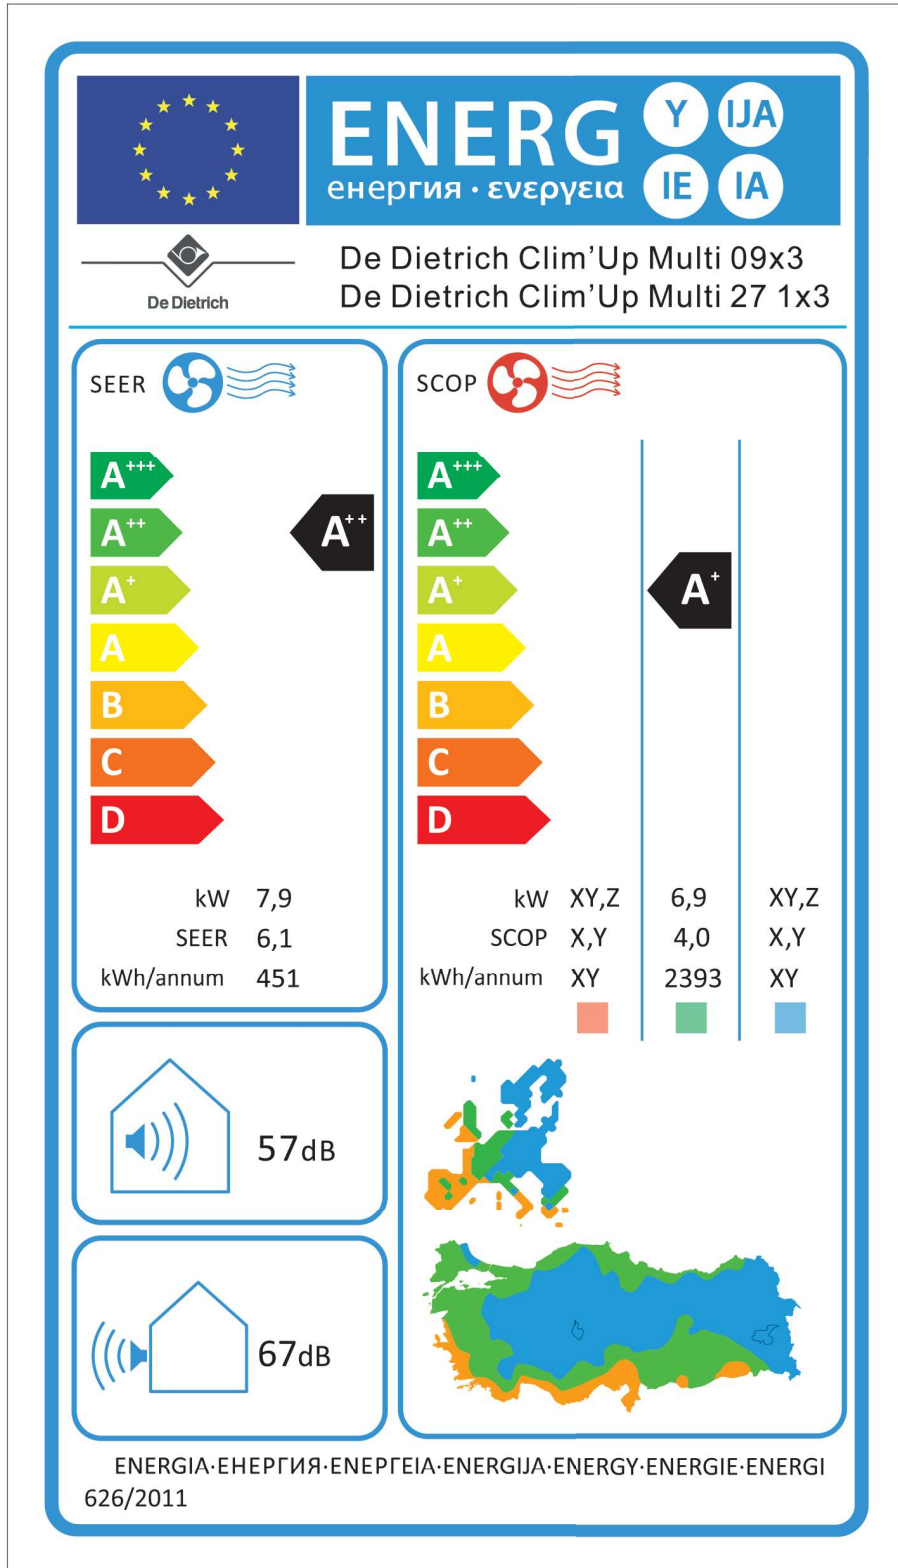 ENERG Y IJA
енергия · ενεργεια IE IA
De Dietrich
De Dietrich Clim’Up Multi 09x3
De Dietrich Clim’Up Multi 27 1x3
SEER
A+++
A++
A+
A
B
C
D
A++
kW 7,9
SEER 6,1
kWh/annum 451
57dB
67dB
SCOP
A+++
A++
A+
A
B
C
D
A+
kW XY,Z 6,9 XY,Z
SCOP X,Y 4,0 X,Y
kWh/annum XY 2393 XY
ENERGIA·ЕНЕРГИЯ·ΕΝΕΡΓΕΙΑ·ENERGIJA·ENERGY·ENERGIE·ENERGI
626/2011